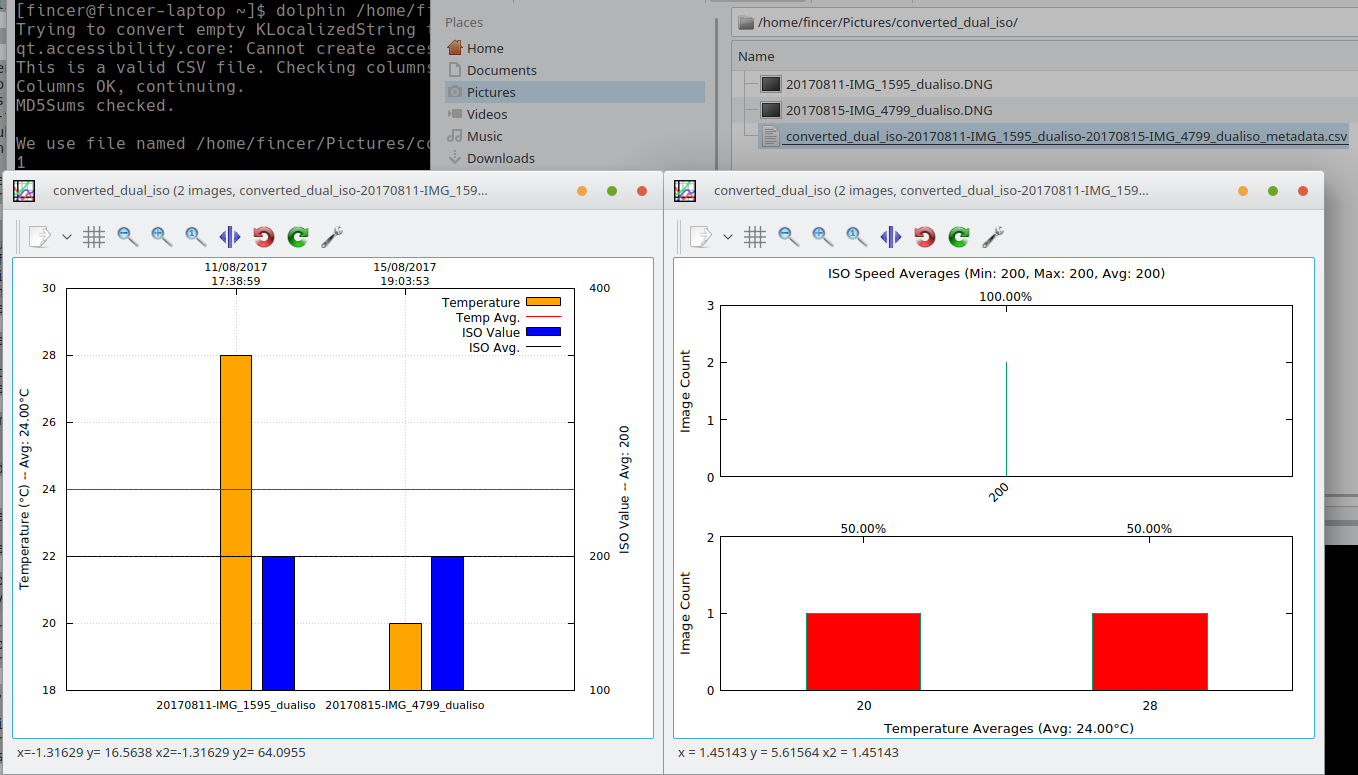 [fincer@fincer-laptop ~]$ dolphin /home/fi
Trying to convert empty KLocalizedString
qt.accessibility.core: Cannot create acces
This is a valid CSV file. Checking columns
Columns OK, continuing.
MD5Sums checked.
We use file named /home/fincer/Pictures/co
1
Places
Home
Documents
Pictures
Videos
Music
Downloads
/home/fincer/Pictures/converted_dual_iso/
Name
20170811-IMG_1595_dualiso.DNG
20170815-IMG_4799_dualiso.DNG
converted_dual_iso-20170811-IMG_1595_dualiso-20170815-IMG_4799_dualiso_metadata.csv
converted_dual_iso (2 images, converted_dual_iso-20170811-IMG_159...
11/08/2017
17:38:59
15/08/2017
19:03:53
Temperature
Temp Avg.
ISO Value
ISO Avg.
30
28
26
24
22
20
18
400
200
100
Temperature (°C) -- Avg: 24.00°C
ISO Value -- Avg: 200
20170811-IMG_1595_dualiso
20170815-IMG_4799_dualiso
x=-1.31629 y= 16.5638 x2=-1.31629 y2= 64.0955
converted_dual_iso (2 images, converted_dual_iso-20170811-IMG_159...
ISO Speed Averages (Min: 200, Max: 200, Avg: 200)
100.00%
3
2
1
0
Image Count
200
50.00%
50.00%
2
1
0
Image Count
20
28
Temperature Averages (Avg: 24.00°C)
x = 1.45143 y = 5.61564 x2 = 1.45143